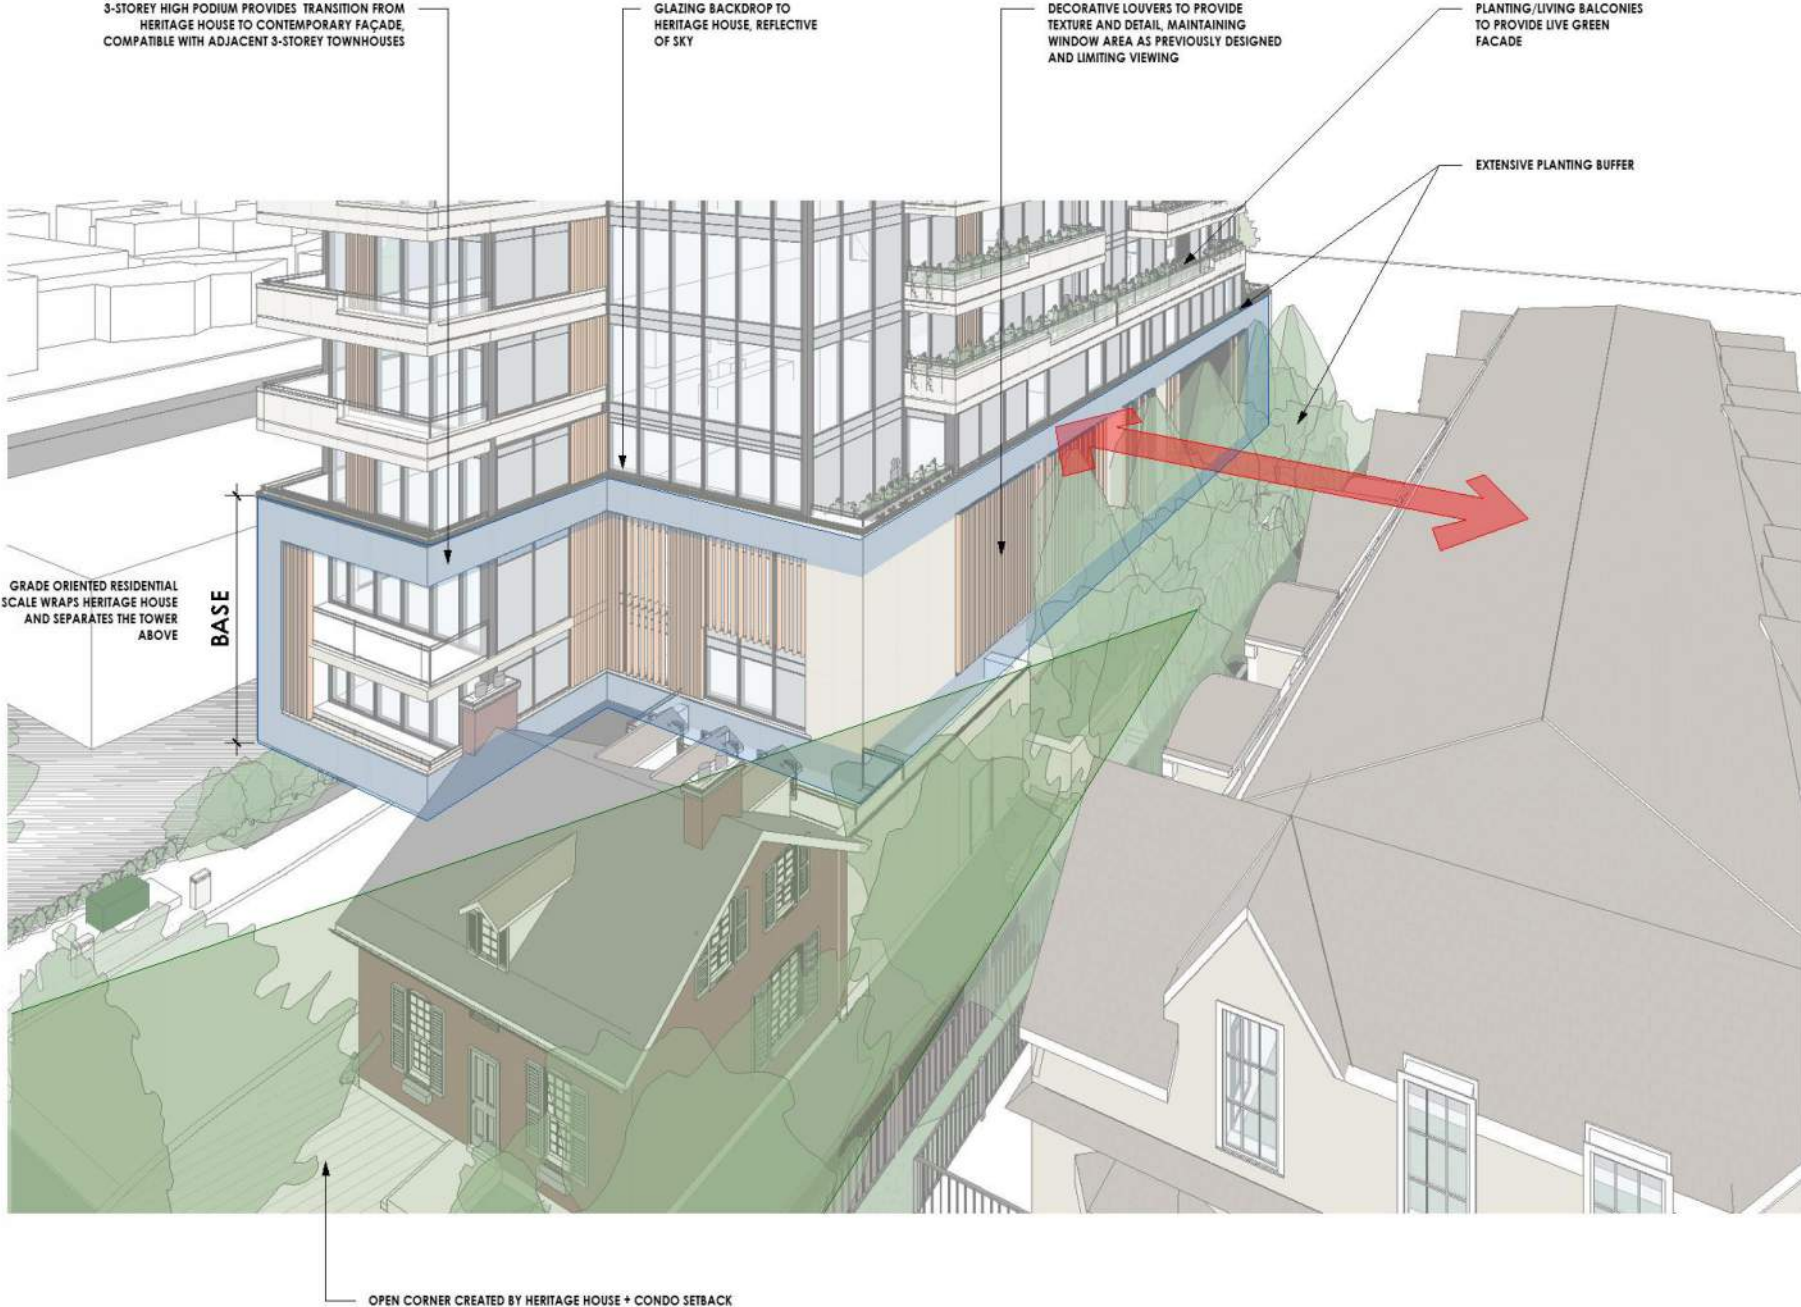 3-STOREY HIGH PODIUM PROVIDES TRANSITION FROM
HERITAGE HOUSE TO CONTEMPORARY FAÇADE,
COMPATIBLE WITH ADJACENT 3-STOREY TOWNHOUSES
GLAZING BACKDROP TO
HERITAGE HOUSE, REFLECTIVE
OF SKY
DECORATIVE LOUVERS TO PROVIDE
TEXTURE AND DETAIL, MAINTAINING
WINDOW AREA AS PREVIOUSLY DESIGNED
AND LIMITING VIEWING
PLANTING/LIVING BALCONIES
TO PROVIDE LIVE GREEN
FACADE
EXTENSIVE PLANTING BUFFER
GRADE ORIENTED RESIDENTIAL
SCALE WRAPS HERITAGE HOUSE
AND SEPARATES THE TOWER
ABOVE
BASE
OPEN CORNER CREATED BY HERITAGE HOUSE + CONDO SETBACK